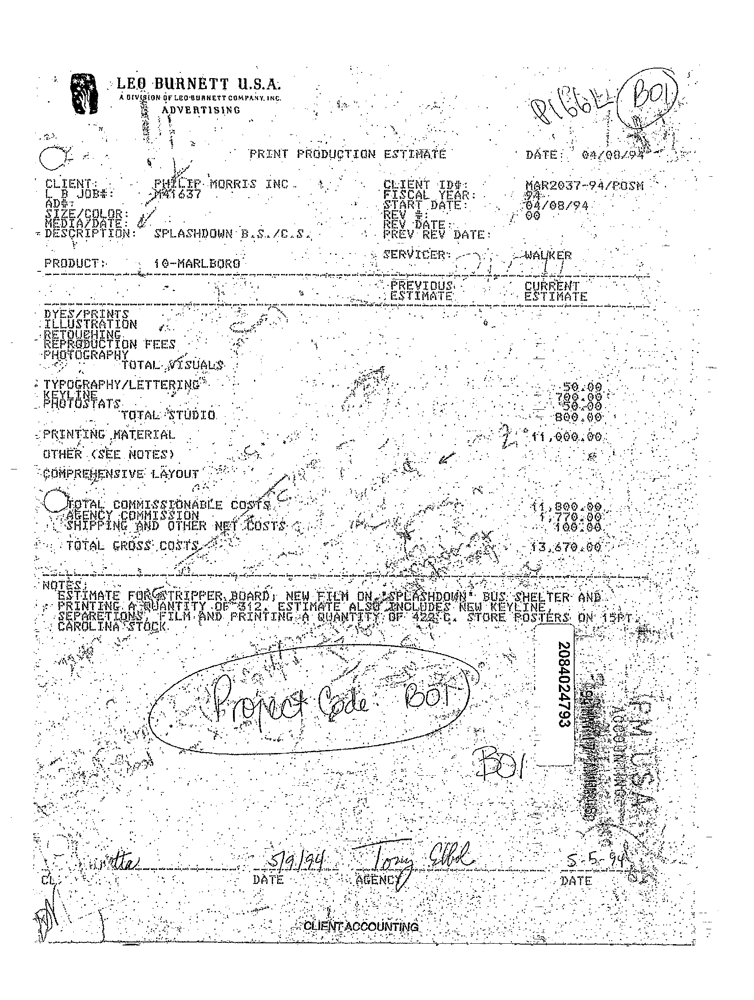 LEO BURNETT U.S.A.
A DIVISION OF LEO BURNETT COMPANY, INC.
ADVERTISING
B01
PRINT PRODUCTION ESTIMATE DATE: 04/08/94
CLIENT: PHILIP MORRIS INC. CLIENT ID#: MAR2037-94/POSM
L B JOB#: M41637 FISCAL YEAR: 94
AD#: START DATE: 04/08/94
SIZE/COLOR: REV #: 00
MEDIA/DATE: REV DATE:
DESCRIPTION: SPLASHDOWN B.S./C.S. PREV REV DATE:
PRODUCT: 10-MARLBORO SERVICER: WALKER
PREVIOUS CURRENT
ESTIMATE ESTIMATE
DYES/PRINTS
ILLUSTRATION
RETOUCHING
REPRODUCTION FEES
PHOTOGRAPHY
TOTAL VISUALS
TYPOGRAPHY/LETTERING 50.00
KEYLINE 700.00
PHOTOSTATS 50.00
TOTAL STUDIO 800.00
PRINTING MATERIAL 11,000.00
OTHER (SEE NOTES)
COMPREHENSIVE LAYOUT
TOTAL COMMISSIONABLE COSTS 11,800.00
AGENCY COMMISSION 1,770.00
SHIPPING AND OTHER NET COSTS 100.00
TOTAL GROSS COSTS 13,670.00
NOTES:
ESTIMATE FOR STRIPPER BOARD, NEW FILM ON "SPLASHDOWN" BUS SHELTER AND
PRINTING A QUANTITY OF 312. ESTIMATE ALSO INCLUDES NEW KEYLINE,
SEPARETIONS, FILM AND PRINTING A QUANTITY OF 422 C. STORE POSTERS ON 15PT.
CAROLINA STOCK.
2084024793
PM USA
ACCOUNTING
Project Code: B01
B01
5/9/94 5-5-94
DATE AGENCY DATE
CLIENT ACCOUNTING